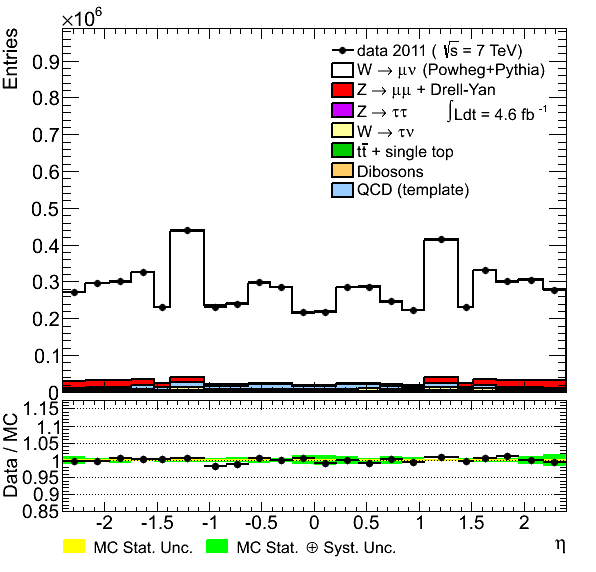 ×10⁶
Entries
0.9
0.8
0.7
0.6
0.5
0.4
0.3
0.2
0.1
0
data 2011 ( √s = 7 TeV)
W → μν (Powheg+Pythia)
Z → μμ + Drell-Yan
Z → ττ
∫Ldt = 4.6 fb⁻¹
W → τν
tt̄ + single top
Dibosons
QCD (template)
Data / MC
1.15
1.1
1.05
1
0.95
0.9
0.85
-2 -1.5 -1 -0.5 0 0.5 1 1.5 2
MC Stat. Unc. MC Stat. ⊕ Syst. Unc. η